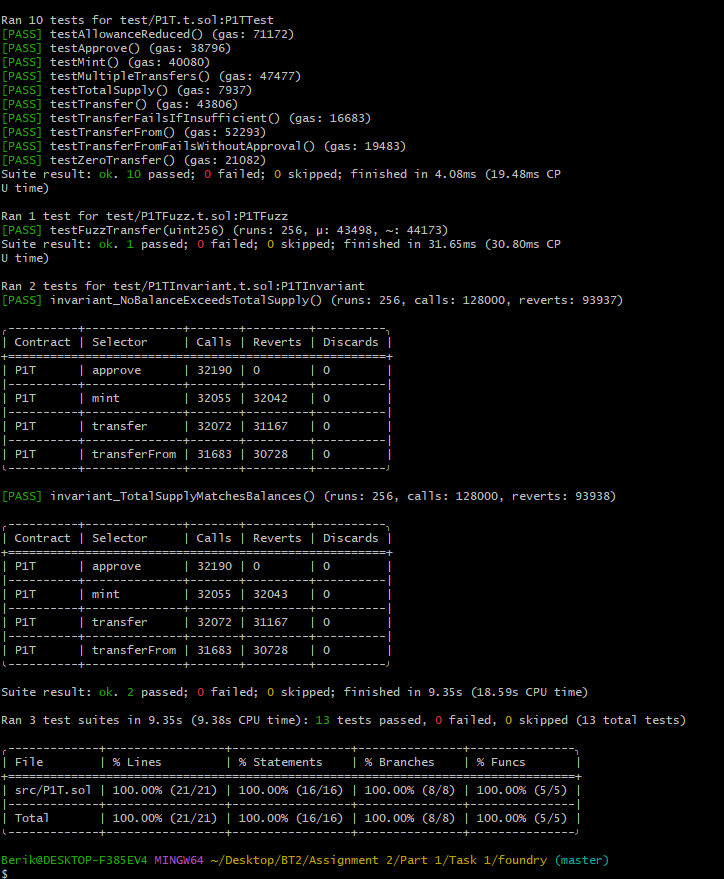 Ran 10 tests for test/P1T.t.sol:P1TTest
[PASS] testAllowanceReduced() (gas: 71172)
[PASS] testApprove() (gas: 38796)
[PASS] testMint() (gas: 40080)
[PASS] testMultipleTransfers() (gas: 47477)
[PASS] testTotalSupply() (gas: 7937)
[PASS] testTransfer() (gas: 43806)
[PASS] testTransferFailsIfInsufficient() (gas: 16683)
[PASS] testTransferFrom() (gas: 52293)
[PASS] testTransferFromFailsWithoutApproval() (gas: 19483)
[PASS] testZeroTransfer() (gas: 21082)
Suite result: ok. 10 passed; 0 failed; 0 skipped; finished in 4.08ms (19.48ms CP
U time)
Ran 1 test for test/P1TFuzz.t.sol:P1TFuzz
[PASS] testFuzzTransfer(uint256) (runs: 256, μ: 43498, ~: 44173)
Suite result: ok. 1 passed; 0 failed; 0 skipped; finished in 31.65ms (30.80ms CP
U time)
Ran 2 tests for test/P1TInvariant.t.sol:P1TInvariant
[PASS] invariant_NoBalanceExceedsTotalSupply() (runs: 256, calls: 128000, reverts: 93937)
╭----------+--------------+-------+---------+----------╮
| Contract | Selector     | Calls | Reverts | Discards |
+======================================================+
| P1T      | approve      | 32190 | 0       | 0        |
|----------+--------------+-------+---------+----------|
| P1T      | mint         | 32055 | 32042   | 0        |
|----------+--------------+-------+---------+----------|
| P1T      | transfer     | 32072 | 31167   | 0        |
|----------+--------------+-------+---------+----------|
| P1T      | transferFrom | 31683 | 30728   | 0        |
╰----------+--------------+-------+---------+----------╯
[PASS] invariant_TotalSupplyMatchesBalances() (runs: 256, calls: 128000, reverts: 93938)
╭----------+--------------+-------+---------+----------╮
| Contract | Selector     | Calls | Reverts | Discards |
+======================================================+
| P1T      | approve      | 32190 | 0       | 0        |
|----------+--------------+-------+---------+----------|
| P1T      | mint         | 32055 | 32043   | 0        |
|----------+--------------+-------+---------+----------|
| P1T      | transfer     | 32072 | 31167   | 0        |
|----------+--------------+-------+---------+----------|
| P1T      | transferFrom | 31683 | 30728   | 0        |
╰----------+--------------+-------+---------+----------╯
Suite result: ok. 2 passed; 0 failed; 0 skipped; finished in 9.35s (18.59s CPU time)
Ran 3 test suites in 9.35s (9.38s CPU time): 13 tests passed, 0 failed, 0 skipped (13 total tests)
╭-------------+-----------------+-----------------+---------------+---------------╮
| File        | % Lines         | % Statements    | % Branches    | % Funcs       |
+=================================================================================+
| src/P1T.sol | 100.00% (21/21) | 100.00% (16/16) | 100.00% (8/8) | 100.00% (5/5) |
|-------------+-----------------+-----------------+---------------+---------------|
| Total       | 100.00% (21/21) | 100.00% (16/16) | 100.00% (8/8) | 100.00% (5/5) |
╰-------------+-----------------+-----------------+---------------+---------------╯
Berik@DESKTOP-F385EV4 MINGW64 ~/Desktop/BT2/Assignment 2/Part 1/Task 1/foundry (master)
$